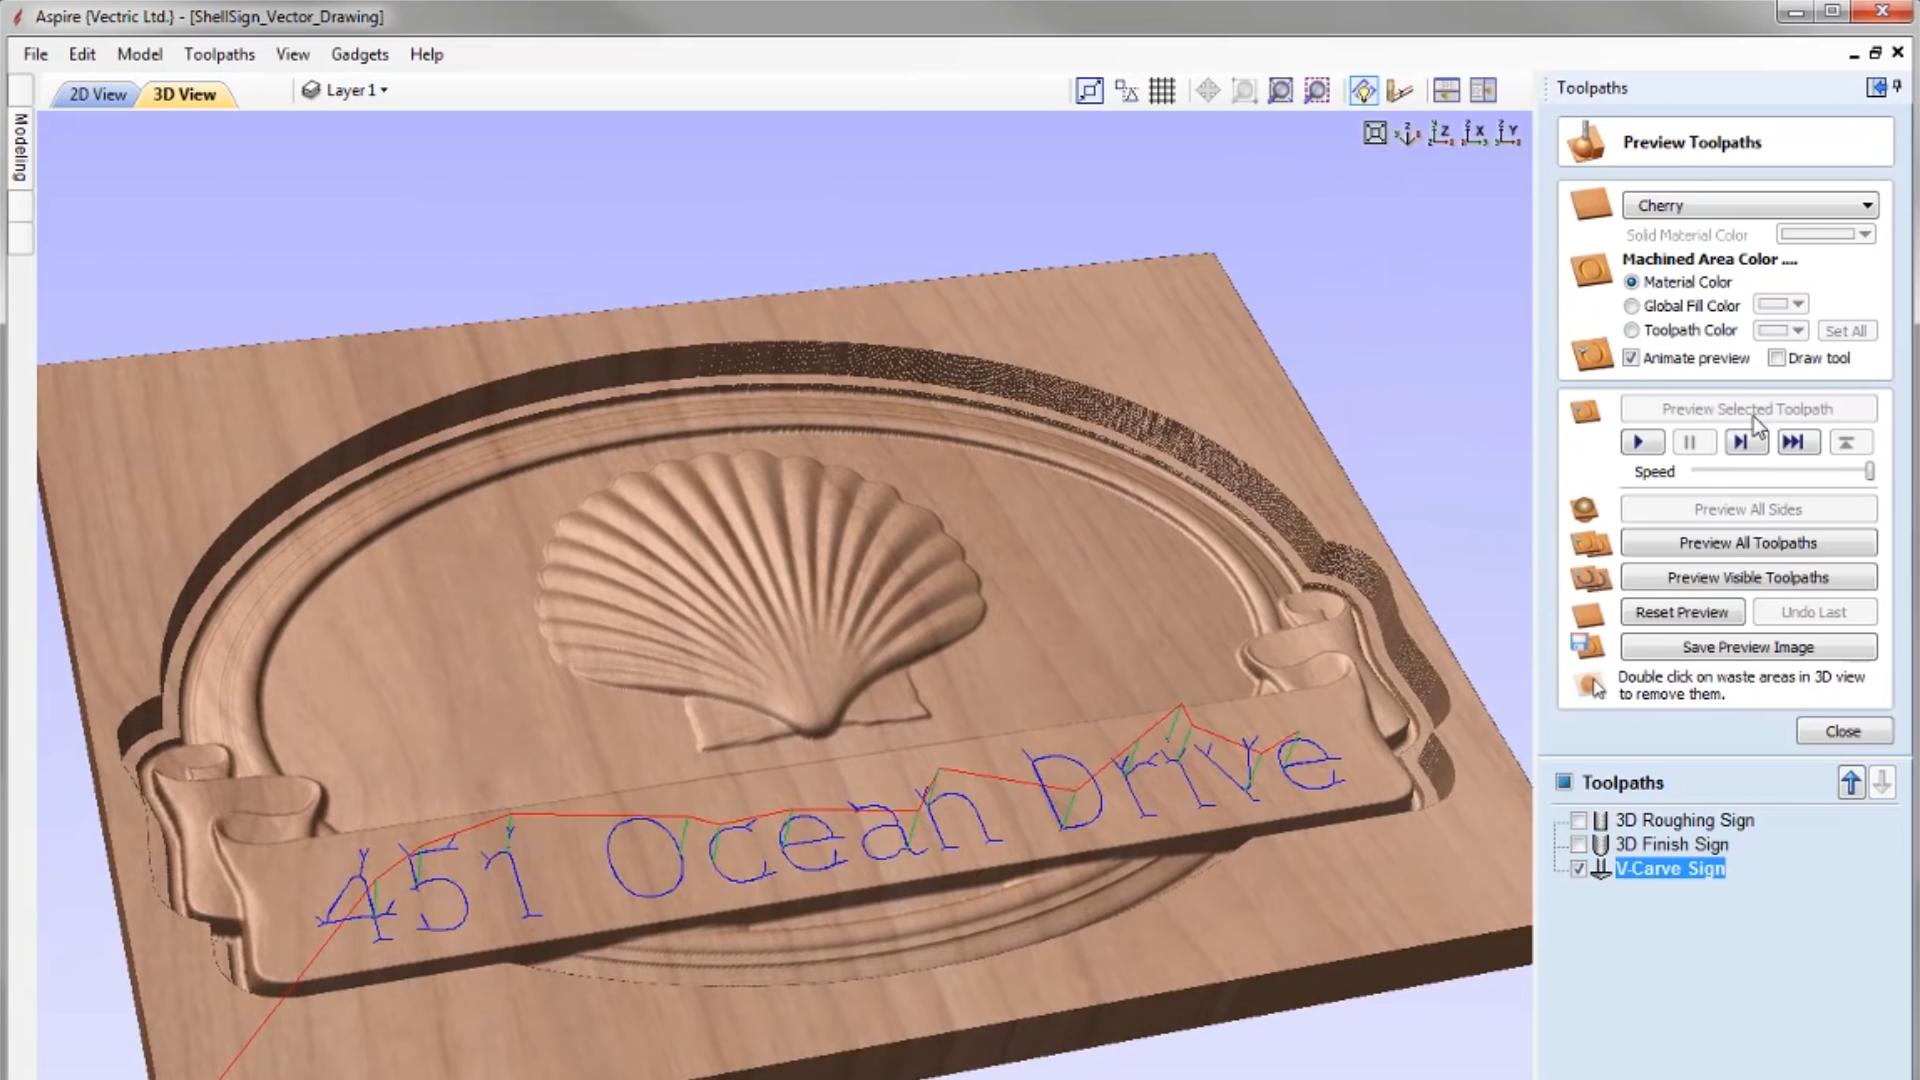 Aspire {Vectric Ltd.} - [ShellSign_Vector_Drawing]
File Edit Model Toolpaths View Gadgets Help
2D View 3D View Layer 1
Modeling
Z X Y
451 Ocean Drive
Toolpaths
Preview Toolpaths
Cherry
Solid Material Color
Machined Area Color ....
Material Color
Global Fill Color
Toolpath Color Set All
Animate preview Draw tool
Preview Selected Toolpath
Speed
Preview All Sides
Preview All Toolpaths
Preview Visible Toolpaths
Reset Preview Undo Last
Save Preview Image
Double click on waste areas in 3D view
to remove them.
Close
Toolpaths
3D Roughing Sign
3D Finish Sign
V-Carve Sign